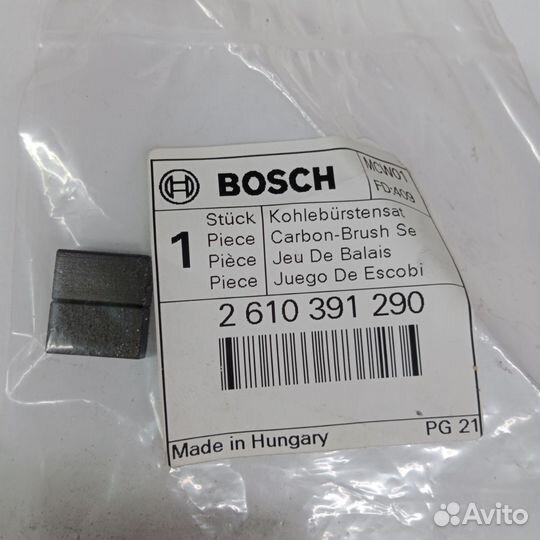 BOSCH
MCW01
FD:409
1
Stück Kohlebürstensat
Piece Carbon-Brush Se
Pièce Jeu De Balais
Piece Juego De Escobi
2 610 391 290
Made in Hungary
PG 21
Avito